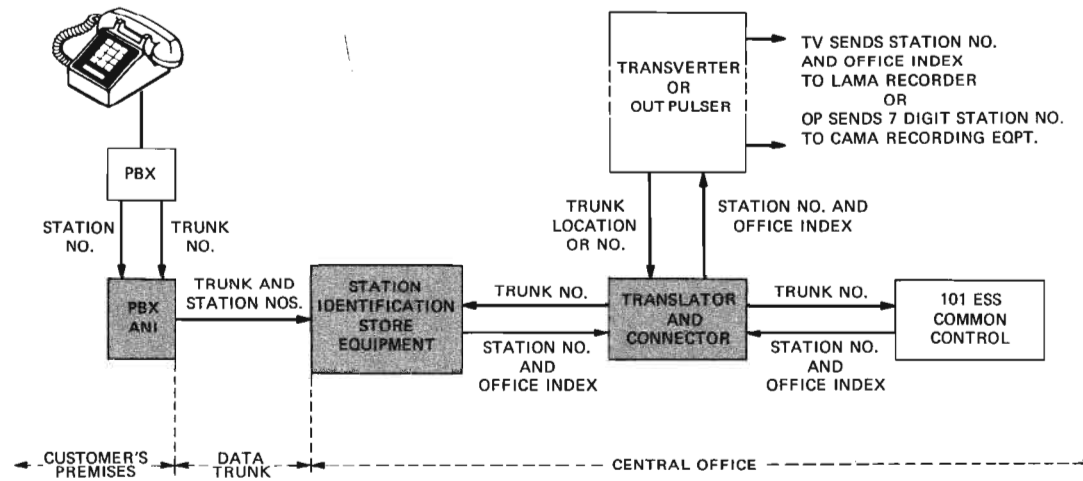 PBX
STATION
NO.
TRUNK
NO.
PBX
ANI
TRUNK AND
STATION NOS.
STATION
IDENTIFICATION
STORE
EQUIPMENT
TRUNK NO.
STATION NO.
AND
OFFICE INDEX
TRANSVERTER
OR
OUT PULSER
TV SENDS STATION NO.
AND OFFICE INDEX
TO LAMA RECORDER
OR
OP SENDS 7 DIGIT STATION NO.
TO CAMA RECORDING EQPT.
TRUNK
LOCATION
OR NO.
STATION NO. AND
OFFICE INDEX
TRANSLATOR
AND
CONNECTOR
TRUNK NO.
STATION NO.
AND
OFFICE INDEX
101 ESS
COMMON
CONTROL
CUSTOMER'S
PREMISES
DATA
TRUNK
CENTRAL OFFICE